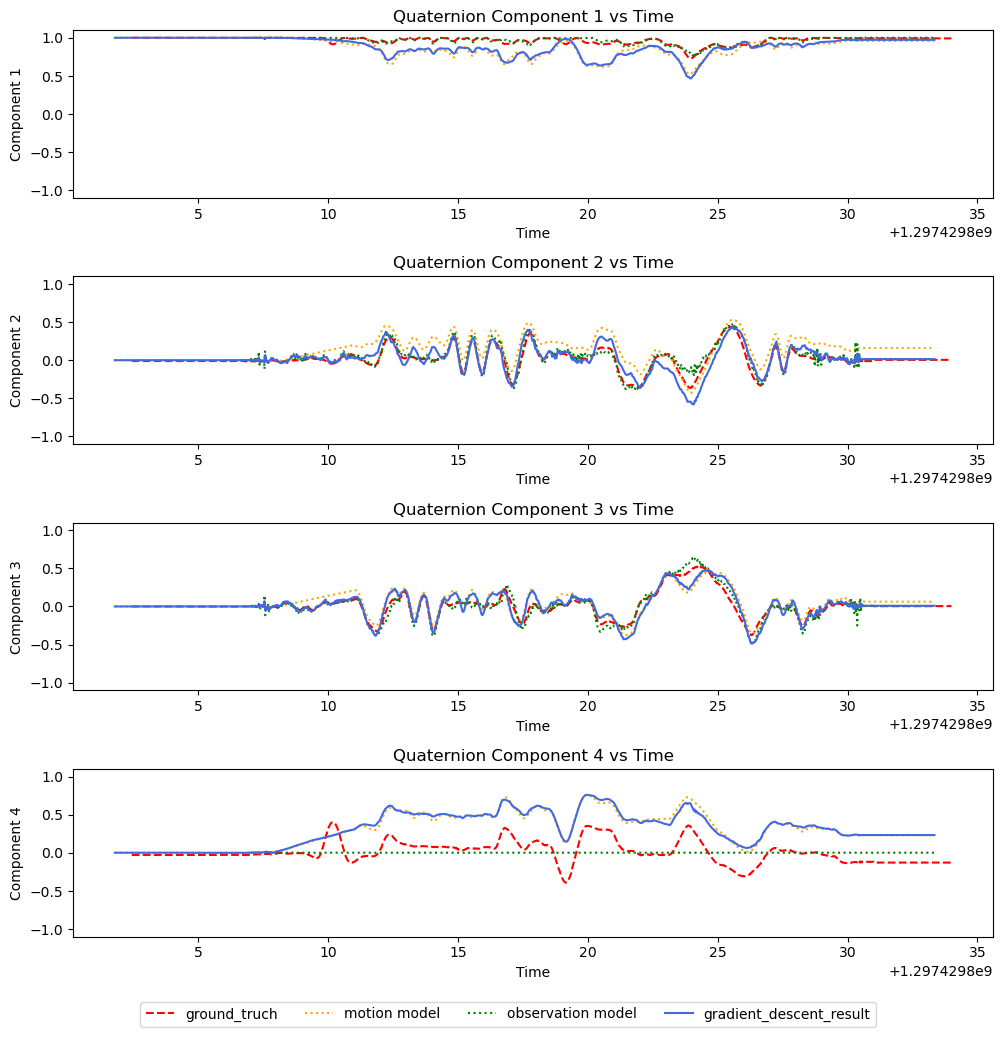 Quaternion Component 1 vs Time
1.0
0.5
0.0
−0.5
−1.0
Component 1
5 10 15 20 25 30 35
Time
+1.2974298e9
Quaternion Component 2 vs Time
1.0
0.5
0.0
−0.5
−1.0
Component 2
5 10 15 20 25 30 35
Time
+1.2974298e9
Quaternion Component 3 vs Time
1.0
0.5
0.0
−0.5
−1.0
Component 3
5 10 15 20 25 30 35
Time
+1.2974298e9
Quaternion Component 4 vs Time
1.0
0.5
0.0
−0.5
−1.0
Component 4
5 10 15 20 25 30 35
Time
+1.2974298e9
ground_truch motion model observation model gradient_descent_result